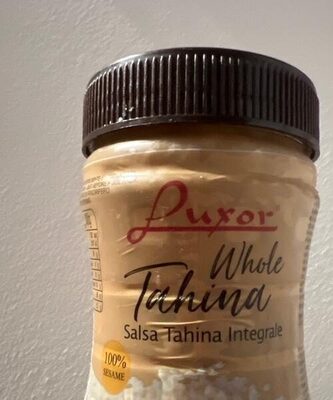 Luxor
Whole
Tahina
Salsa Tahina Integrale
100%
SESAME